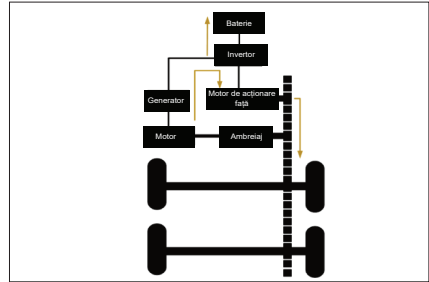 Baterie
Invertor
Generator
Motor de acționare
față
Motor
Ambreiaj